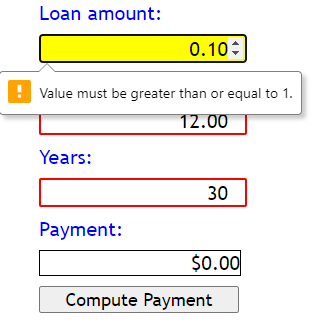 Loan amount:
0.10
! Value must be greater than or equal to 1.
12.00
Years:
30
Payment:
$0.00
Compute Payment